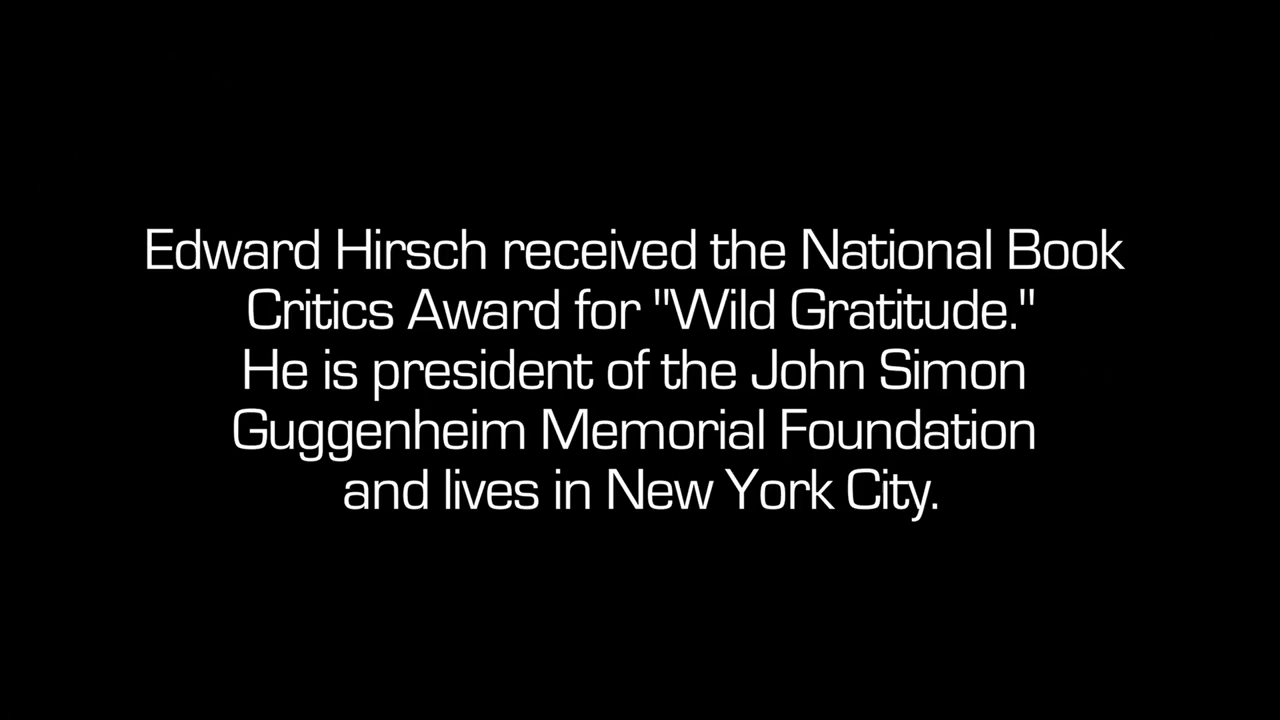 Edward Hirsch received the National Book
Critics Award for "Wild Gratitude."
He is president of the John Simon
Guggenheim Memorial Foundation
and lives in New York City.